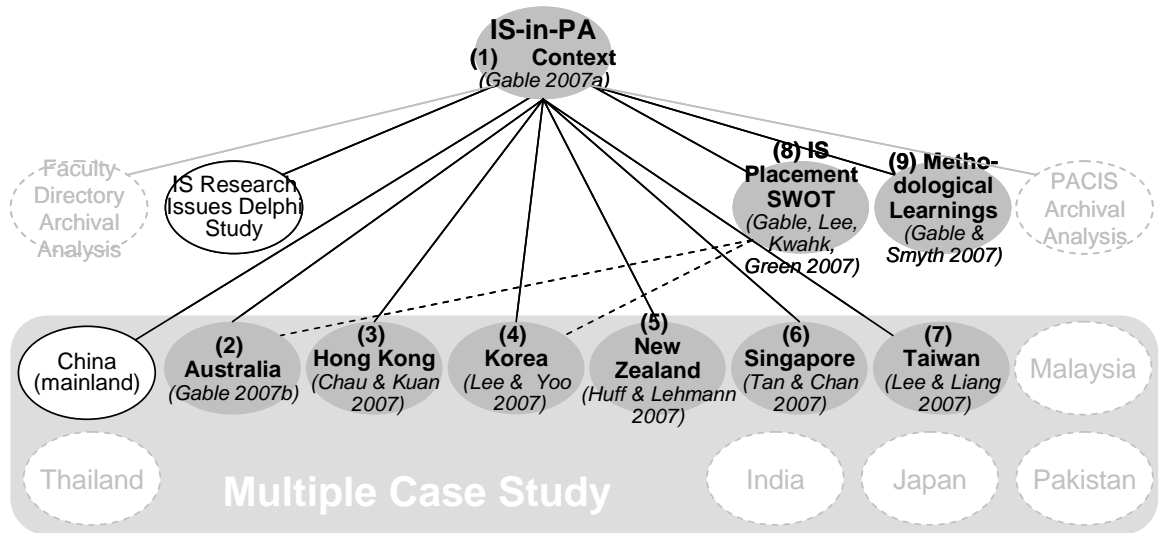 IS-in-PA
(1) Context
(Gable 2007a)
Faculty
Directory
Archival
Analysis
IS Research
Issues Delphi
Study
(8) IS
Placement
SWOT
(Gable, Lee,
Kwahk,
Green 2007)
(9) Metho-
dological
Learnings
(Gable &
Smyth 2007)
PACIS
Archival
Analysis
China
(mainland)
(2)
Australia
(Gable 2007b)
(3)
Hong Kong
(Chau & Kuan
2007)
(4)
Korea
(Lee & Yoo
2007)
(5)
New
Zealand
(Huff & Lehmann
2007)
(6)
Singapore
(Tan & Chan
2007)
(7)
Taiwan
(Lee & Liang
2007)
Malaysia
Thailand
Multiple Case Study
India
Japan
Pakistan